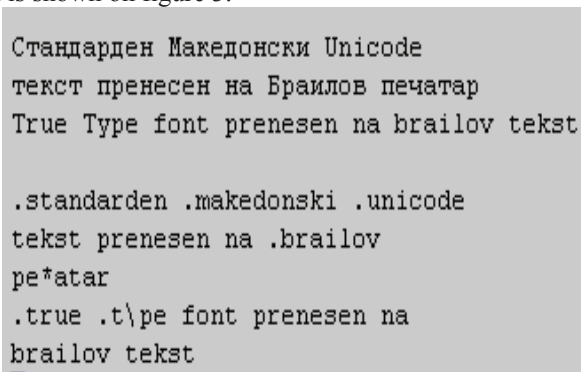 is shown on figure 3.
Стандарден Македонски Unicode
текст пренесен на Браилов печатар
True Type font prenesen na brailov tekst
.standarden .makedonski .unicode
tekst prenesen na .brailov
pe*atar
.true .t\pe font prenesen na
brailov tekst